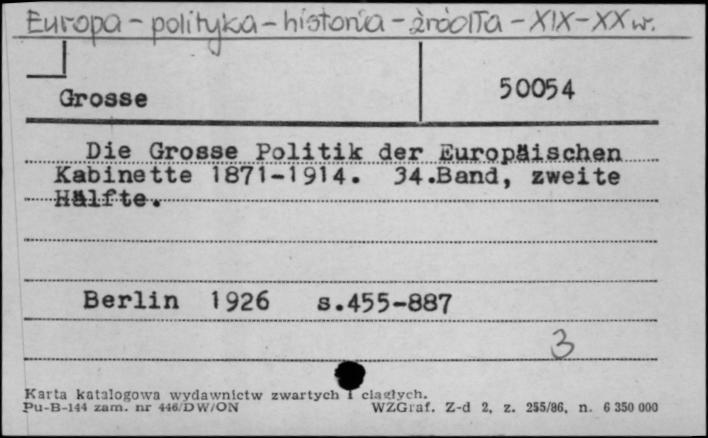 Europa - polityka - historia - źródła - XIX-XX w.
Grosse
50054
Die Grosse Politik der Europäischen
Kabinette 1871-1914. 34.Band, zweite
Hälfte.
Berlin 1926 s.455-887
3
Karta katalogowa wydawnictw zwartych i ciągłych.
Pu-B-144 zam. nr 446/DW/ON WZGraf. Z-d 2, z. 255/86, n. 6 350 000